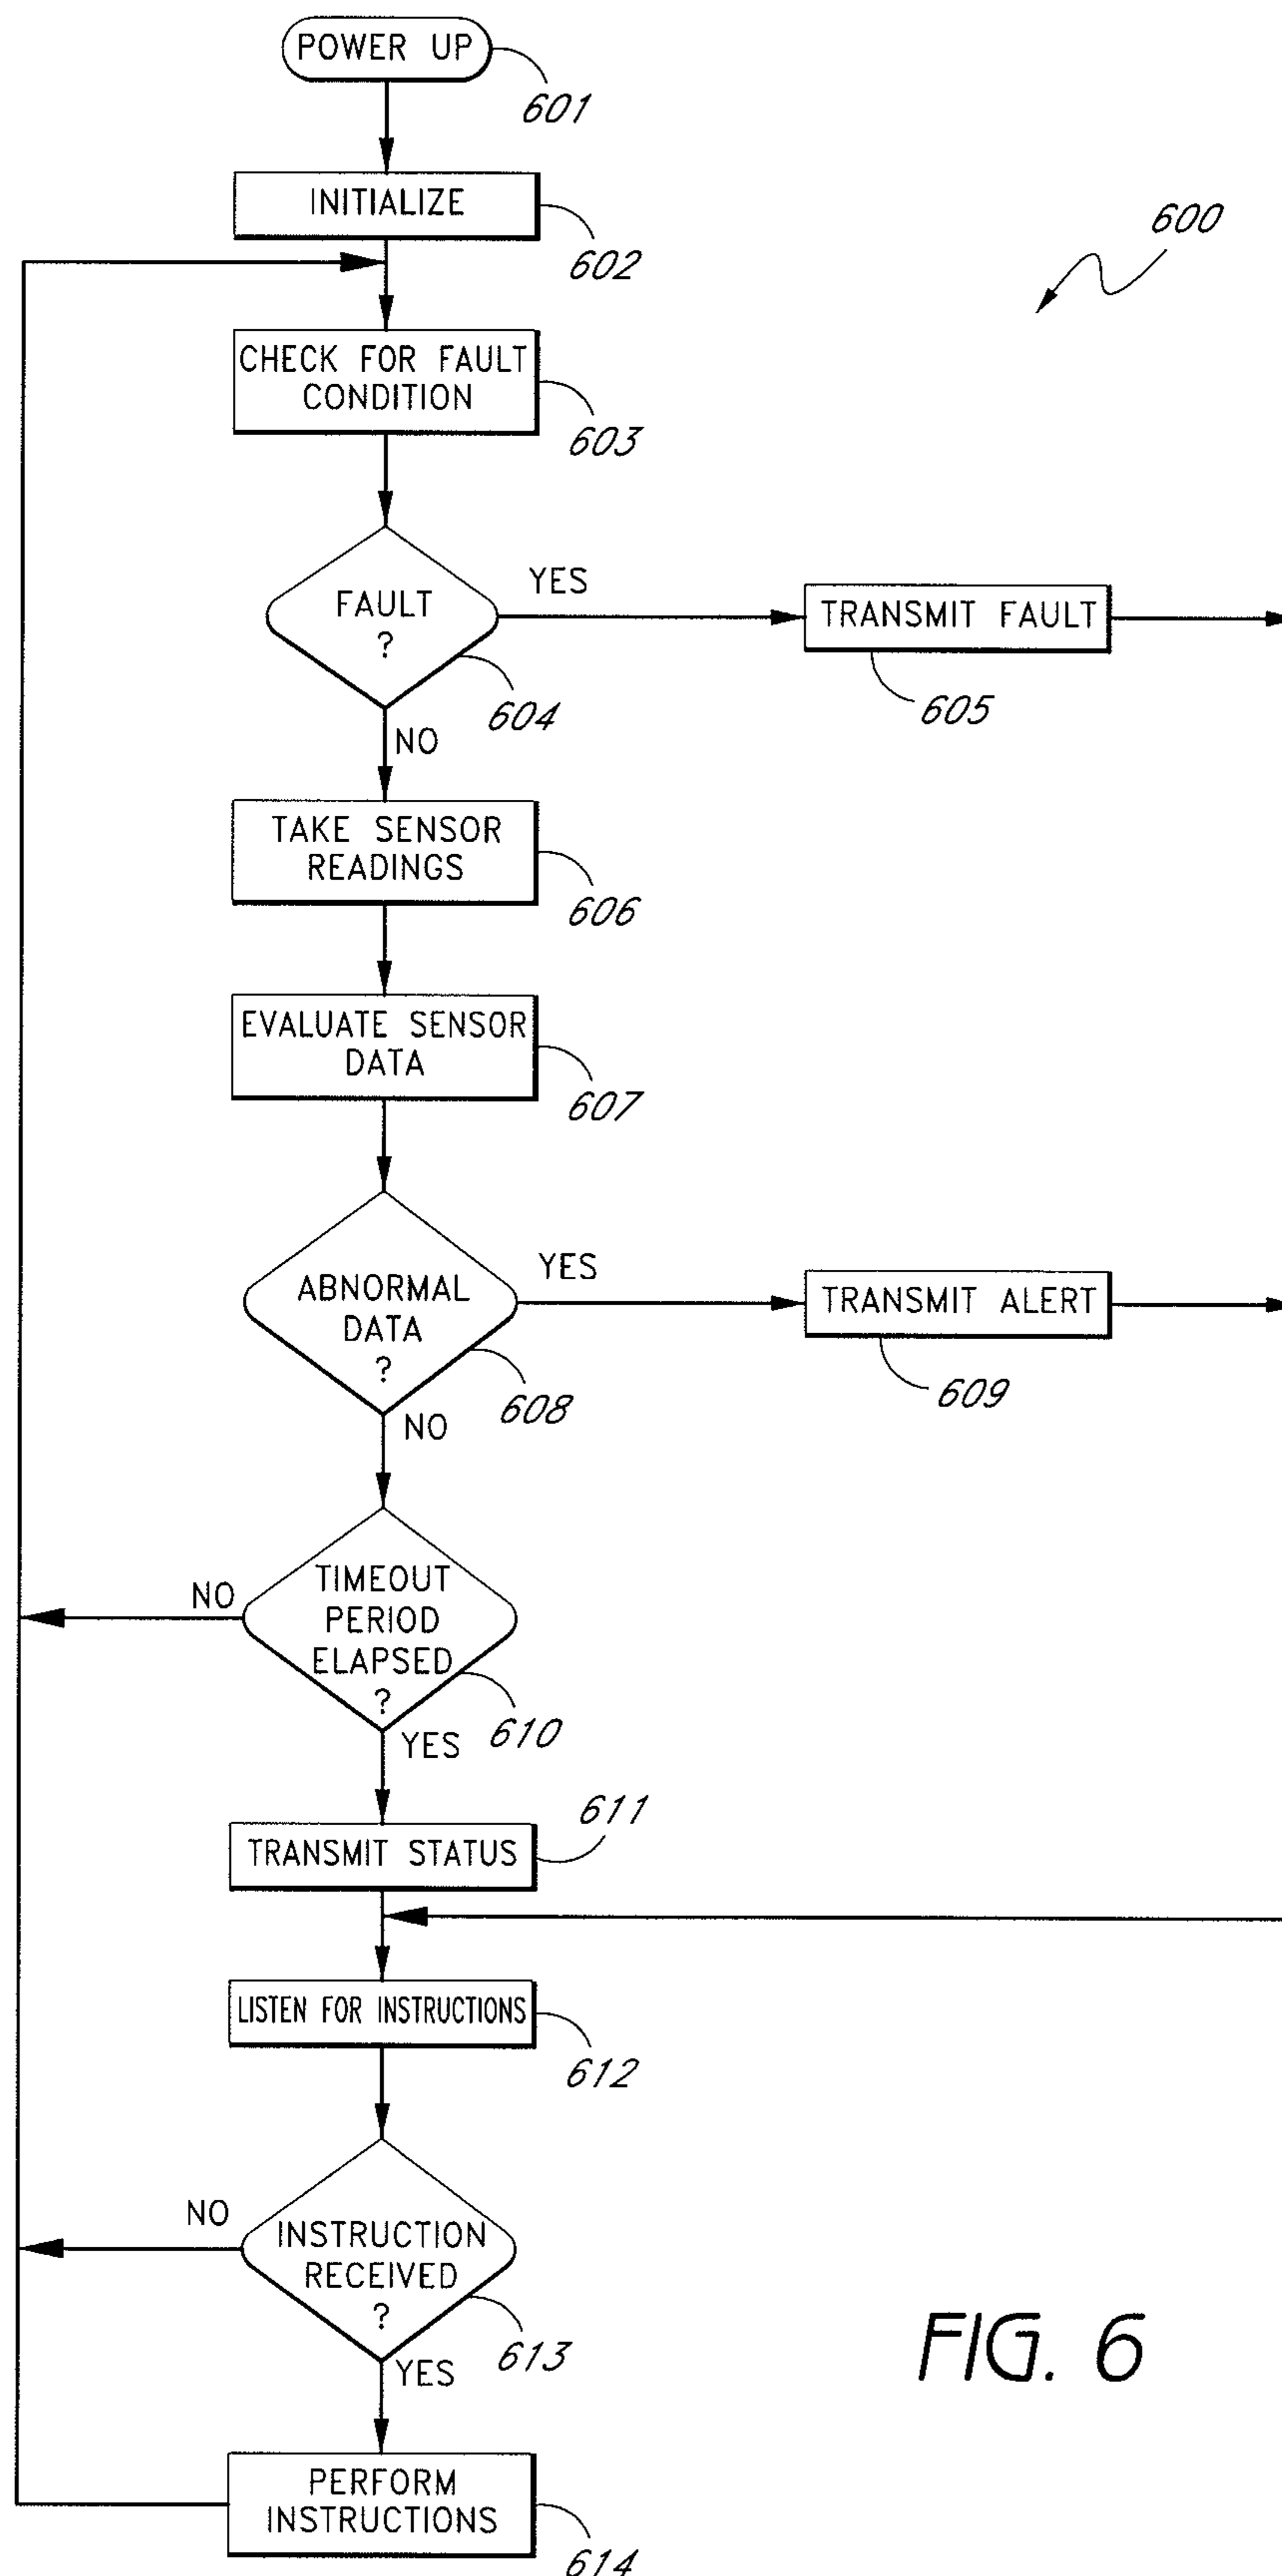 POWER UP
601
INITIALIZE
602
600
CHECK FOR FAULT
CONDITION
603
FAULT
?
604
YES
TRANSMIT FAULT
605
NO
TAKE SENSOR
READINGS
606
EVALUATE SENSOR
DATA
607
ABNORMAL
DATA
?
608
YES
TRANSMIT ALERT
609
NO
TIMEOUT
PERIOD
ELAPSED
?
610
NO
YES
611
TRANSMIT STATUS
LISTEN FOR INSTRUCTIONS
612
NO
INSTRUCTION
RECEIVED
?
613
YES
PERFORM
INSTRUCTIONS
614
FIG. 6